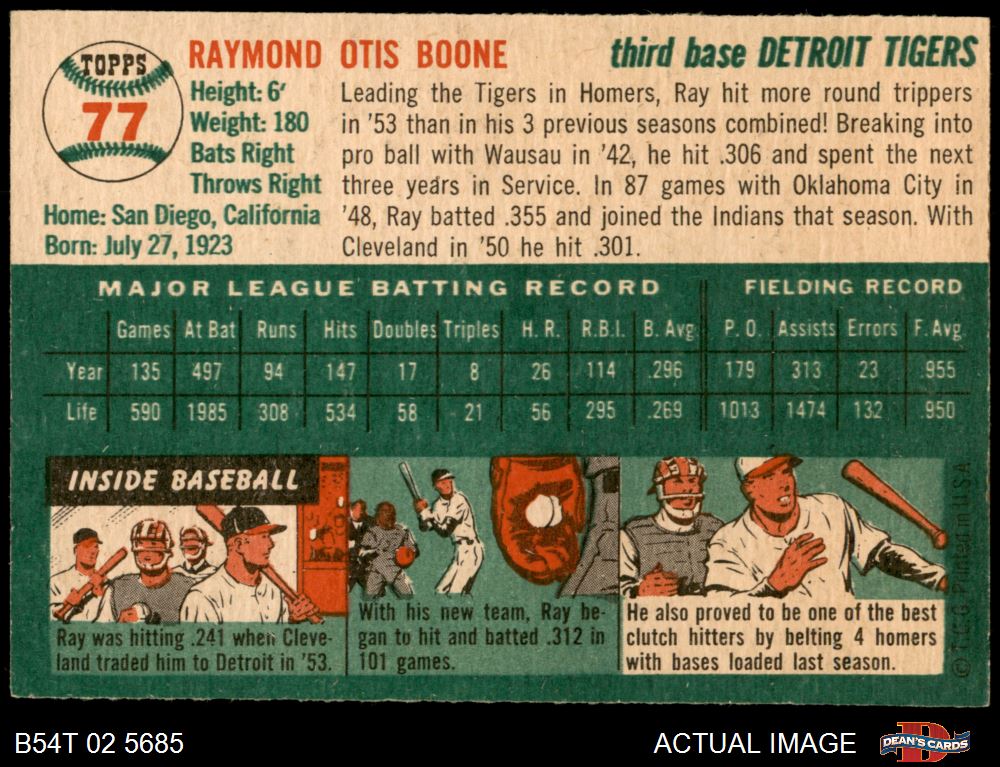 TOPPS
77
RAYMOND OTIS BOONE
third base DETROIT TIGERS
Height: 6'
Weight: 180
Bats Right
Throws Right
Home: San Diego, California
Born: July 27, 1923
Leading the Tigers in Homers, Ray hit more round trippers
in '53 than in his 3 previous seasons combined! Breaking into
pro ball with Wausau in '42, he hit .306 and spent the next
three years in Service. In 87 games with Oklahoma City in
'48, Ray batted .355 and joined the Indians that season. With
Cleveland in '50 he hit .301.
MAJOR LEAGUE BATTING RECORD FIELDING RECORD
Games At Bat Runs Hits Doubles Triples H. R. R.B.I. B. Avg. P. O. Assists Errors F. Avg.
Year 135 497 94 147 17 8 26 114 .296 179 313 23 .955
Life 590 1985 308 534 58 21 56 295 .269 1013 1474 132 .950
INSIDE BASEBALL
Ray was hitting .241 when Cleve-
land traded him to Detroit in '53.
With his new team, Ray be-
gan to hit and batted .312 in
101 games.
He also proved to be one of the best
clutch hitters by belting 4 homers
with bases loaded last season.
© T.C.G. Printed in U.S.A.
B54T 02 5685
ACTUAL IMAGE
D
DEAN'S CARDS